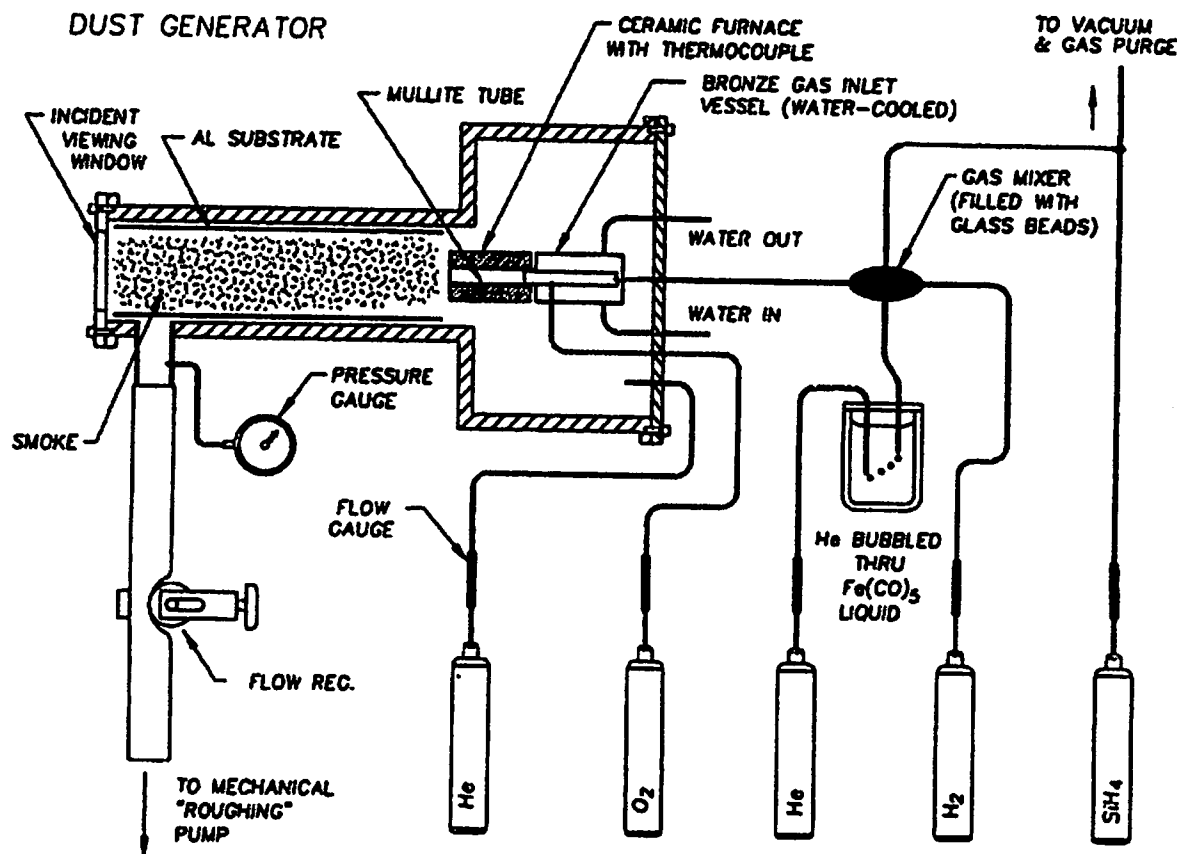 DUST GENERATOR
CERAMIC FURNACE
WITH THERMOCOUPLE
TO VACUUM
& GAS PURGE
MULLITE TUBE
BRONZE GAS INLET
VESSEL (WATER-COOLED)
INCIDENT
VIEWING
WINDOW
AL SUBSTRATE
GAS MIXER
(FILLED WITH
GLASS BEADS)
WATER OUT
WATER IN
PRESSURE
GAUGE
SMOKE
FLOW
GAUGE
He BUBBLED
THRU
Fe(CO)5
LIQUID
FLOW REG.
TO MECHANICAL
"ROUGHING"
PUMP
He
O2
He
H2
SiH4